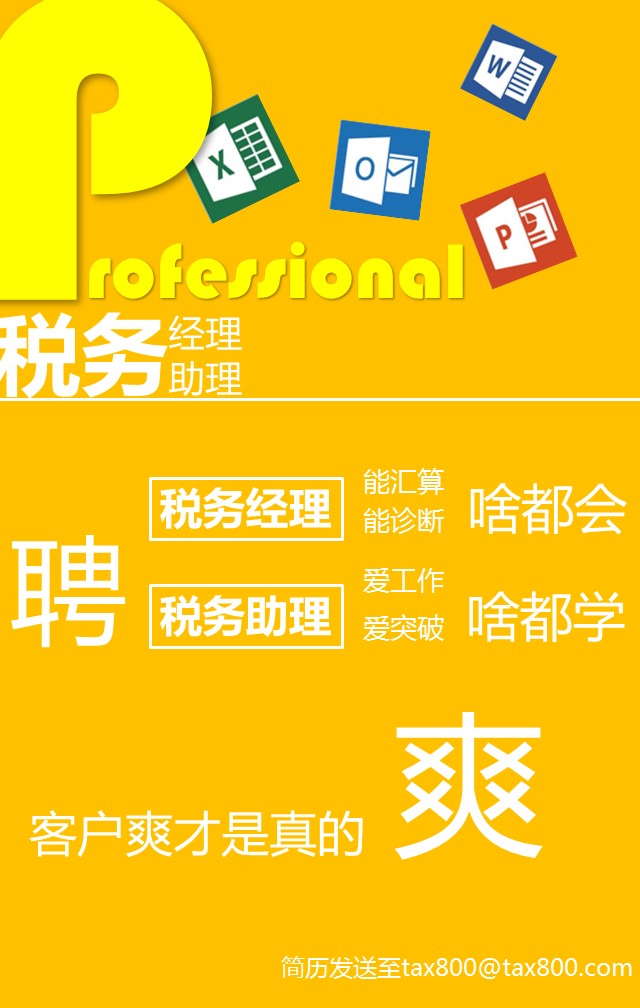 Professional
税务
经理
助理
聘
税务经理
能汇算
能诊断
啥都会
税务助理
爱工作
爱突破
啥都学
客户爽才是真的爽
简历发送至tax800@tax800.com
W
X
O
P